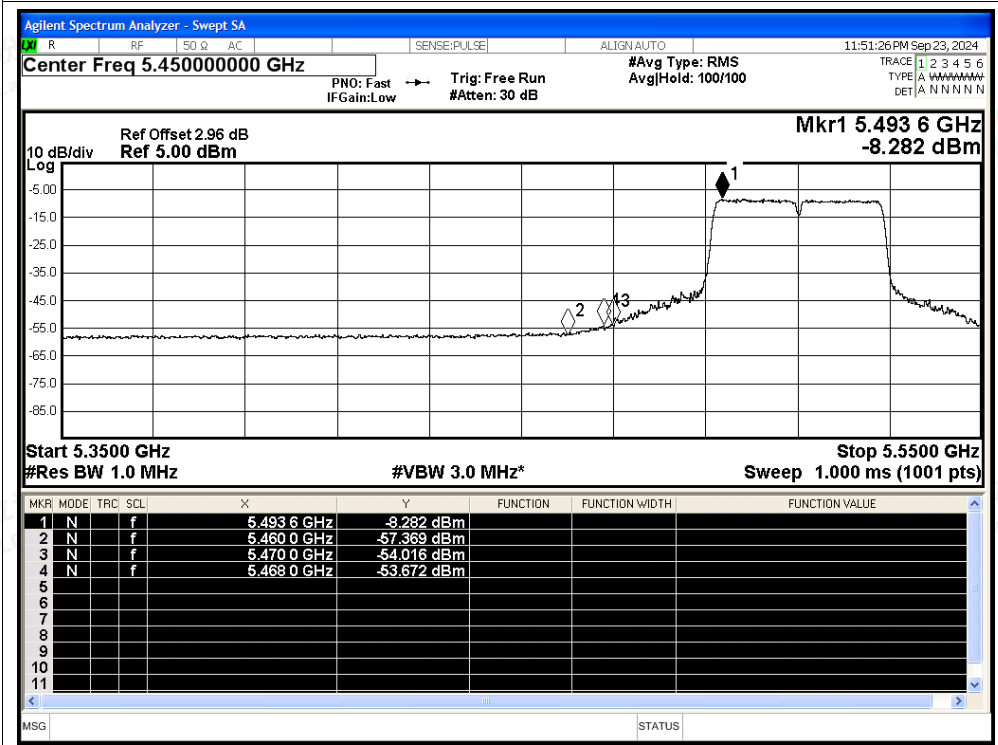 Agilent Spectrum Analyzer - Swept SA
LXI R RF 50 Ω AC SENSE:PULSE ALIGN AUTO 11:51:26 PM Sep 23, 2024
Center Freq 5.450000000 GHz
PNO: Fast
IFGain:Low
Trig: Free Run
#Atten: 30 dB
#Avg Type: RMS
Avg|Hold: 100/100
TRACE 1 2 3 4 5 6
TYPE A WWWWW
DET A N N N N N
Ref Offset 2.96 dB
10 dB/div Ref 5.00 dBm
Log
Mkr1 5.493 6 GHz
-8.282 dBm
-5.00
-15.0
-25.0
-35.0
-45.0
-55.0
-65.0
-75.0
-85.0
1
2
43
Start 5.3500 GHz Stop 5.5500 GHz
#Res BW 1.0 MHz #VBW 3.0 MHz* Sweep 1.000 ms (1001 pts)
MKR MODE TRC SCL X Y FUNCTION FUNCTION WIDTH FUNCTION VALUE
1 N f 5.493 6 GHz -8.282 dBm
2 N f 5.460 0 GHz -57.369 dBm
3 N f 5.470 0 GHz -54.016 dBm
4 N f 5.468 0 GHz -53.672 dBm
5
6
7
8
9
10
11
MSG STATUS